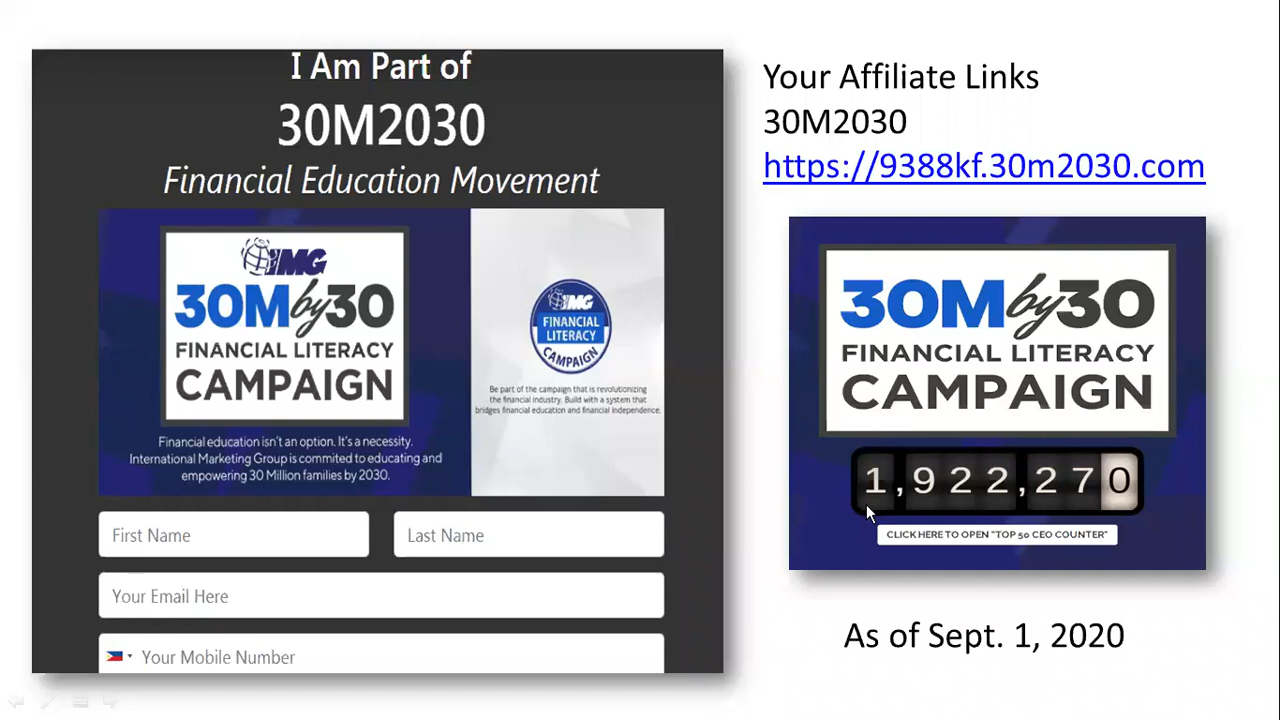 I Am Part of
30M2030
Financial Education Movement
IMG
30M by 30
FINANCIAL LITERACY
CAMPAIGN
Financial education isn't an option. It's a necessity.
International Marketing Group is commited to educating and
empowering 30 Million families by 2030.
IMG
FINANCIAL
LITERACY
CAMPAIGN
Be part of the campaign that is revolutionizing
the financial industry. Build with a system that
bridges financial education and financial independence.
First Name
Last Name
Your Email Here
Your Mobile Number
Your Affiliate Links
30M2030
https://9388kf.30m2030.com
30M by 30
FINANCIAL LITERACY
CAMPAIGN
1,922,270
CLICK HERE TO OPEN "TOP 50 CEO COUNTER"
As of Sept. 1, 2020